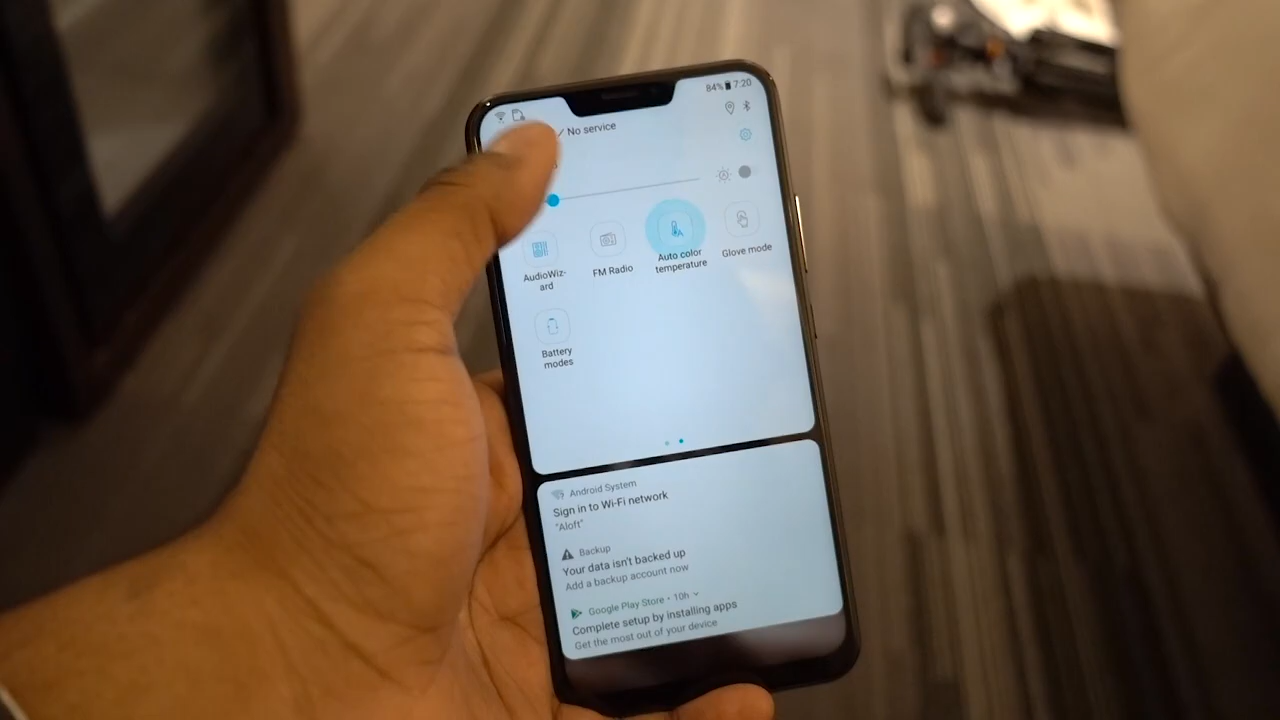 84% 7:20
No service
AudioWiz-
ard
FM Radio
Auto color
temperature
Glove mode
Battery
modes
Android System
Sign in to Wi-Fi network
"Aloft"
Backup
Your data isn't backed up
Add a backup account now
Google Play Store • 10h
Complete setup by installing apps
Get the most out of your device